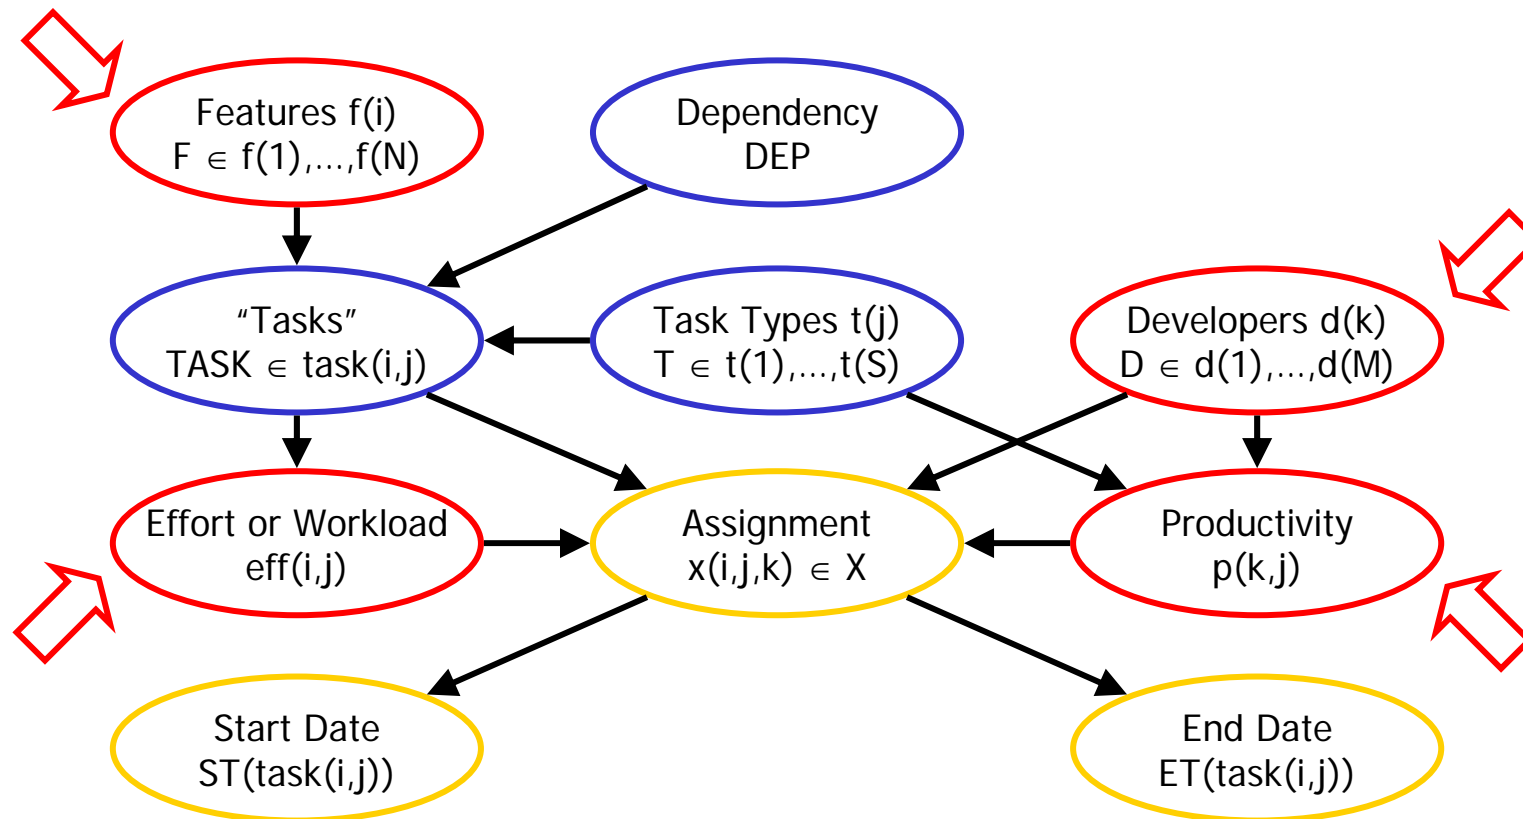 Features f(i)
F ∈ f(1),...,f(N)
Dependency
DEP
“Tasks”
TASK ∈ task(i,j)
Task Types t(j)
T ∈ t(1),...,t(S)
Developers d(k)
D ∈ d(1),...,d(M)
Effort or Workload
eff(i,j)
Assignment
x(i,j,k) ∈ X
Productivity
p(k,j)
Start Date
ST(task(i,j))
End Date
ET(task(i,j))